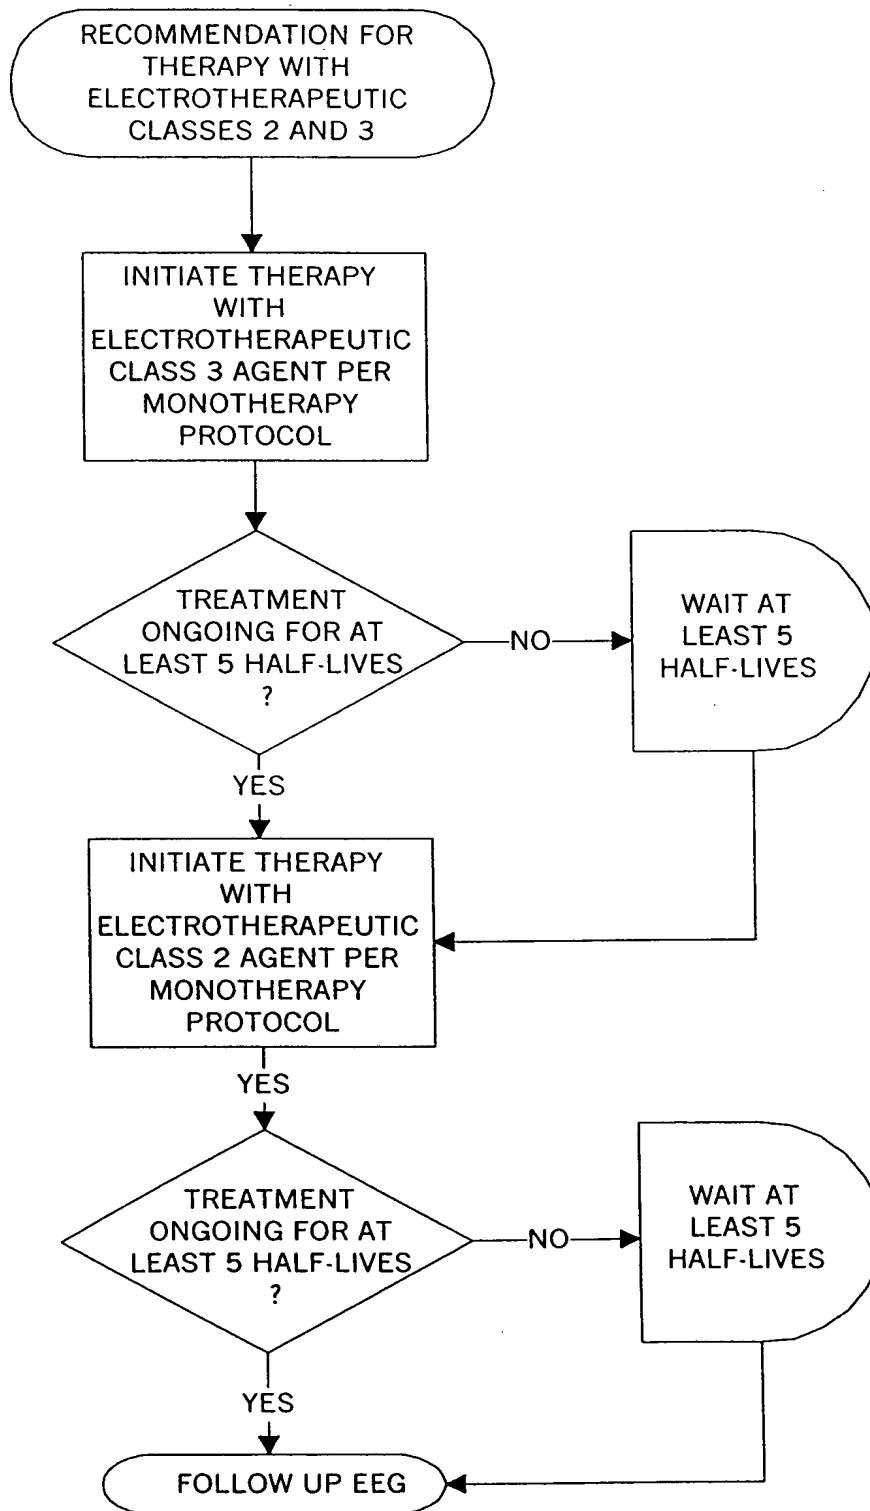 RECOMMENDATION FOR
THERAPY WITH
ELECTROTHERAPEUTIC
CLASSES 2 AND 3
INITIATE THERAPY
WITH
ELECTROTHERAPEUTIC
CLASS 3 AGENT PER
MONOTHERAPY
PROTOCOL
TREATMENT
ONGOING FOR AT
LEAST 5 HALF-LIVES
?
NO
WAIT AT
LEAST 5
HALF-LIVES
YES
INITIATE THERAPY
WITH
ELECTROTHERAPEUTIC
CLASS 2 AGENT PER
MONOTHERAPY
PROTOCOL
YES
TREATMENT
ONGOING FOR AT
LEAST 5 HALF-LIVES
?
NO
WAIT AT
LEAST 5
HALF-LIVES
YES
FOLLOW UP EEG